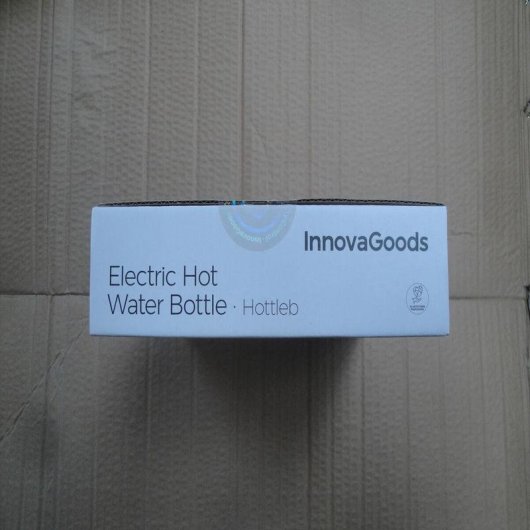 InnovaGoods
Electric Hot
Water Bottle · Hottleb